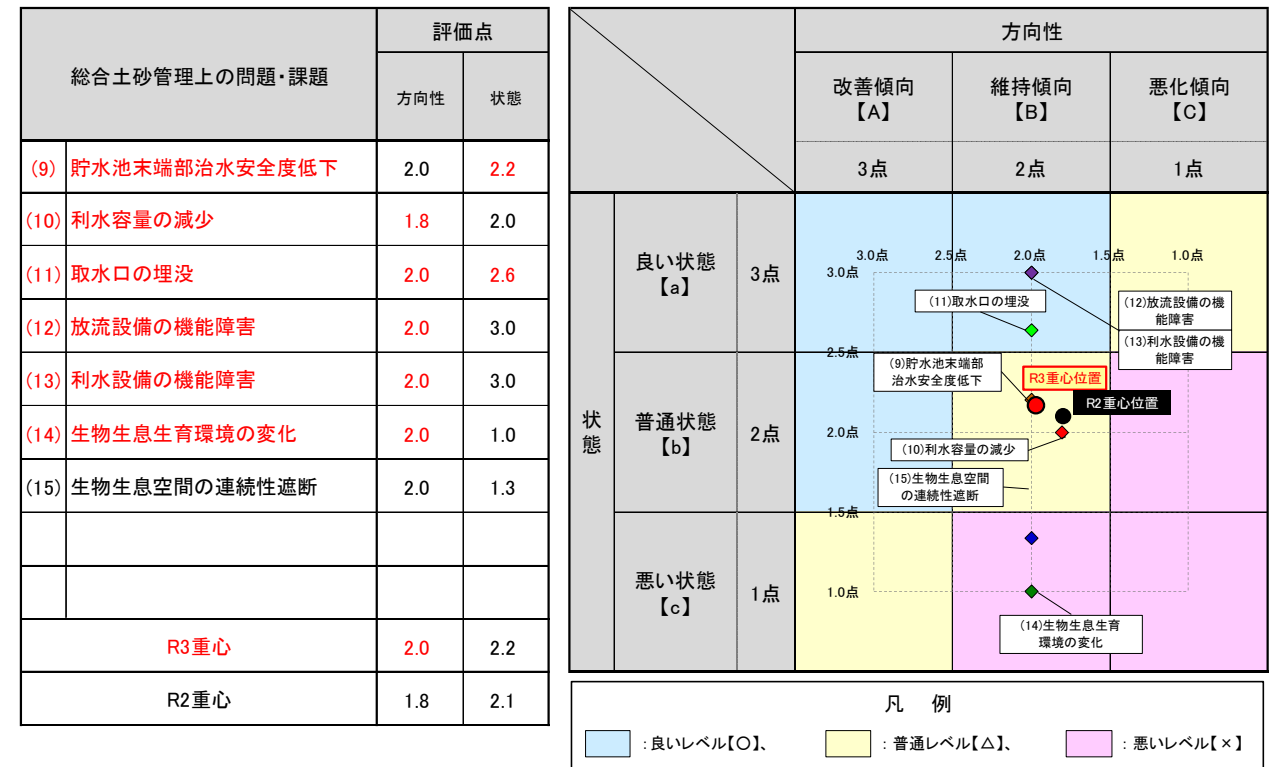 総合土砂管理上の問題・課題
評価点
方向性 状態
(9) 貯水池末端部治水安全度低下 2.0 2.2
(10) 利水容量の減少 1.8 2.0
(11) 取水口の埋没 2.0 2.6
(12) 放流設備の機能障害 2.0 3.0
(13) 利水設備の機能障害 2.0 3.0
(14) 生物生息生育環境の変化 2.0 1.0
(15) 生物生息空間の連続性遮断 2.0 1.3
R3重心 2.0 2.2
R2重心 1.8 2.1
方向性
改善傾向 維持傾向 悪化傾向
【A】 【B】 【C】
3点 2点 1点
状態
良い状態
【a】
3点
普通状態
【b】
2点
悪い状態
【c】
1点
3.0点 2.5点 2.0点 1.5点 1.0点
3.0点
(11)取水口の埋没
(12)放流設備の機
能障害
(13)利水設備の機
能障害
2.5点
(9)貯水池末端部
治水安全度低下
R3重心位置
R2重心位置
2.0点
(10)利水容量の減少
(15)生物生息空間
の連続性遮断
1.5点
1.0点
(14)生物生息生育
環境の変化
凡 例
：良いレベル【〇】、 ：普通レベル【△】、 ：悪いレベル【×】